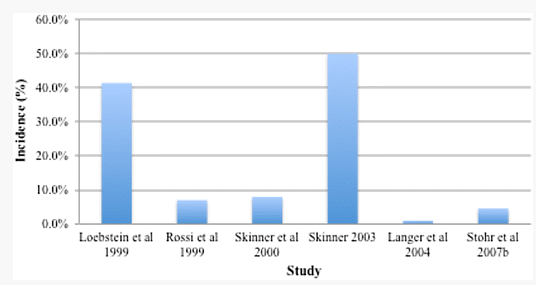 60.0%
50.0%
40.0%
30.0%
20.0%
10.0%
0.0%
Incidence (%)
Loebstein et al Rossi et al Skinner et al Skinner 2003 Langer et al Stohr et al
1999 1999 2000 2004 2007b
Study